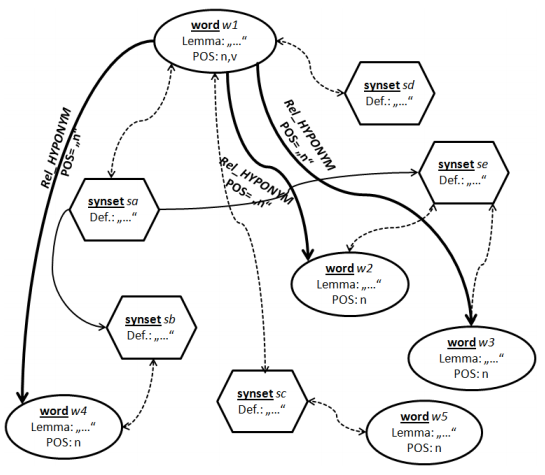 word w1
Lemma: „...“
POS: n,v
synset sd
Def.: „...“
Rel_HYPONYM
POS= „n“
Rel_HYPONYM
POS= „n“
Rel_HYPONYM
POS= „n“
synset se
Def.: „...“
synset sa
Def.: „...“
word w2
Lemma: „...“
POS: n
synset sb
Def.: „...“
word w3
Lemma: „...“
POS: n
synset sc
Def.: „...“
word w4
Lemma: „...“
POS: n
word w5
Lemma: „...“
POS: n